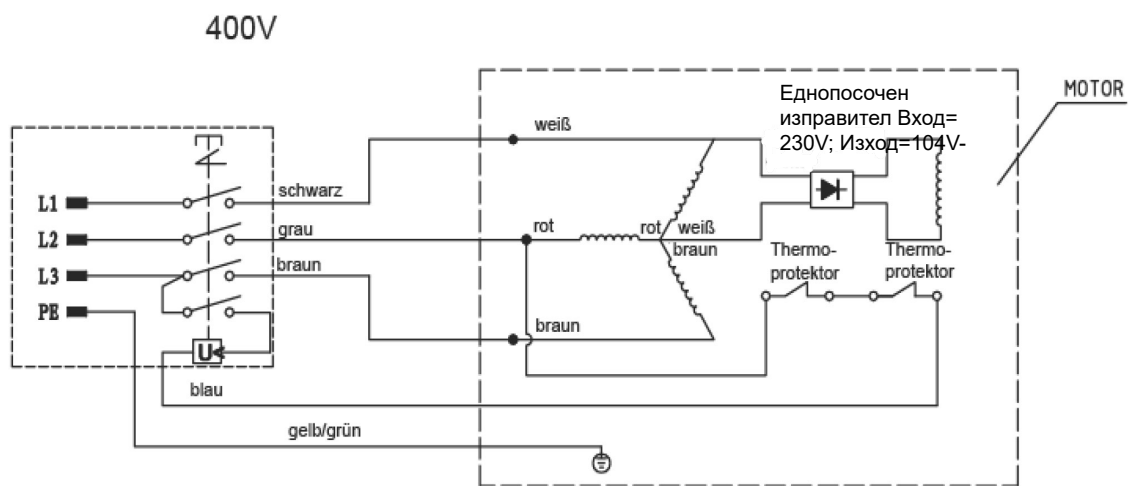 400V
MOTOR
Еднопосочен
изправител Вход=
230V; Изход=104V-
weiß
schwarz
L1
grau
rot
rot
weiß
L2
braun
braun
Thermo-
protektor
Thermo-
protektor
L3
PE
braun
U<
blau
gelb/grün